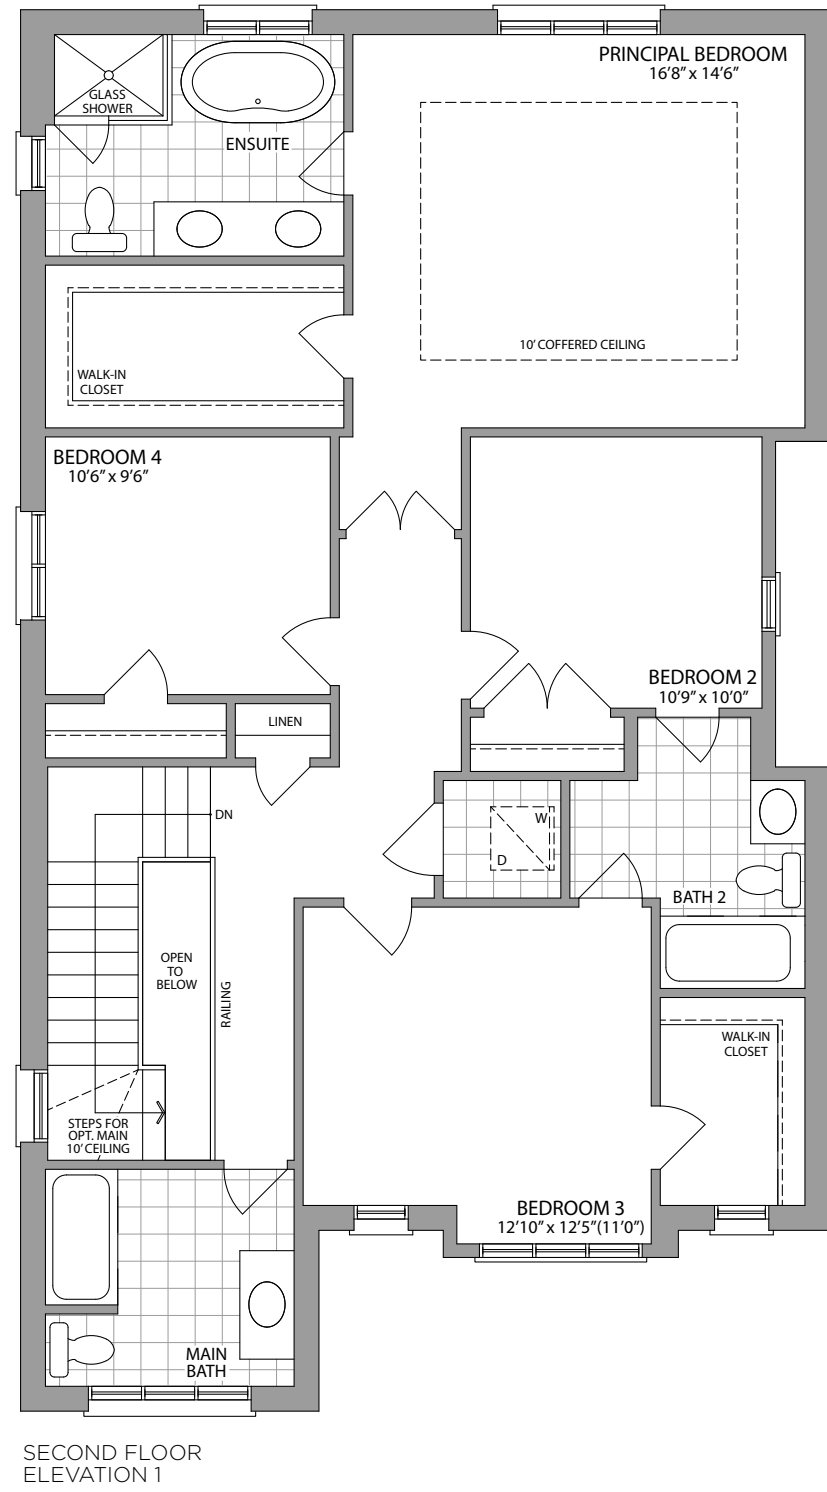 PRINCIPAL BEDROOM
16’8” x 14’6”
GLASS
SHOWER
ENSUITE
10’ COFFERED CEILING
WALK-IN
CLOSET
BEDROOM 4
10’6” x 9’6”
BEDROOM 2
10’9” x 10’0”
LINEN
DN
W
D
BATH 2
OPEN
TO
BELOW
RAILING
WALK-IN
CLOSET
STEPS FOR
OPT. MAIN
10’ CEILING
BEDROOM 3
12’10” x 12’5”(11’0”)
MAIN
BATH
SECOND FLOOR
ELEVATION 1